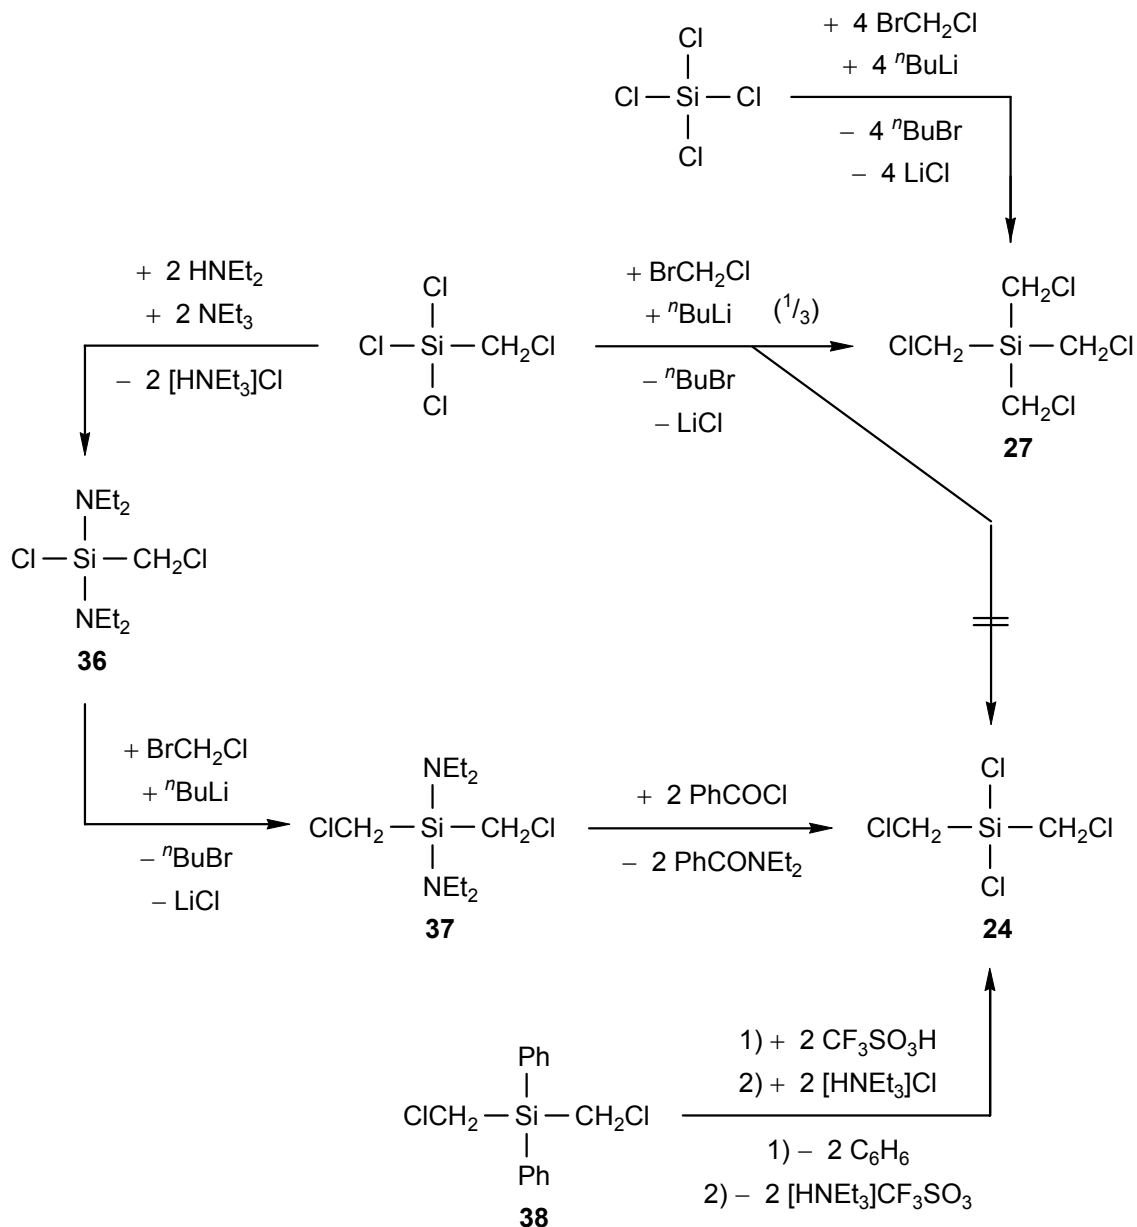 + 4 BrCH₂Cl
+ 4 ⁿBuLi
Cl
Cl—Si—Cl
Cl
− 4 ⁿBuBr
− 4 LiCl
+ 2 HNEt₂
+ 2 NEt₃
− 2 [HNEt₃]Cl
Cl
Cl—Si—CH₂Cl
Cl
+ BrCH₂Cl
+ ⁿBuLi (¹/₃)
− ⁿBuBr
− LiCl
CH₂Cl
ClCH₂—Si—CH₂Cl
CH₂Cl
27
NEt₂
Cl—Si—CH₂Cl
NEt₂
36
+ BrCH₂Cl
+ ⁿBuLi
− ⁿBuBr
− LiCl
NEt₂
ClCH₂—Si—CH₂Cl
NEt₂
37
+ 2 PhCOCl
− 2 PhCONEt₂
Cl
ClCH₂—Si—CH₂Cl
Cl
24
Ph
ClCH₂—Si—CH₂Cl
Ph
38
1) + 2 CF₃SO₃H
2) + 2 [HNEt₃]Cl
1) − 2 C₆H₆
2) − 2 [HNEt₃]CF₃SO₃